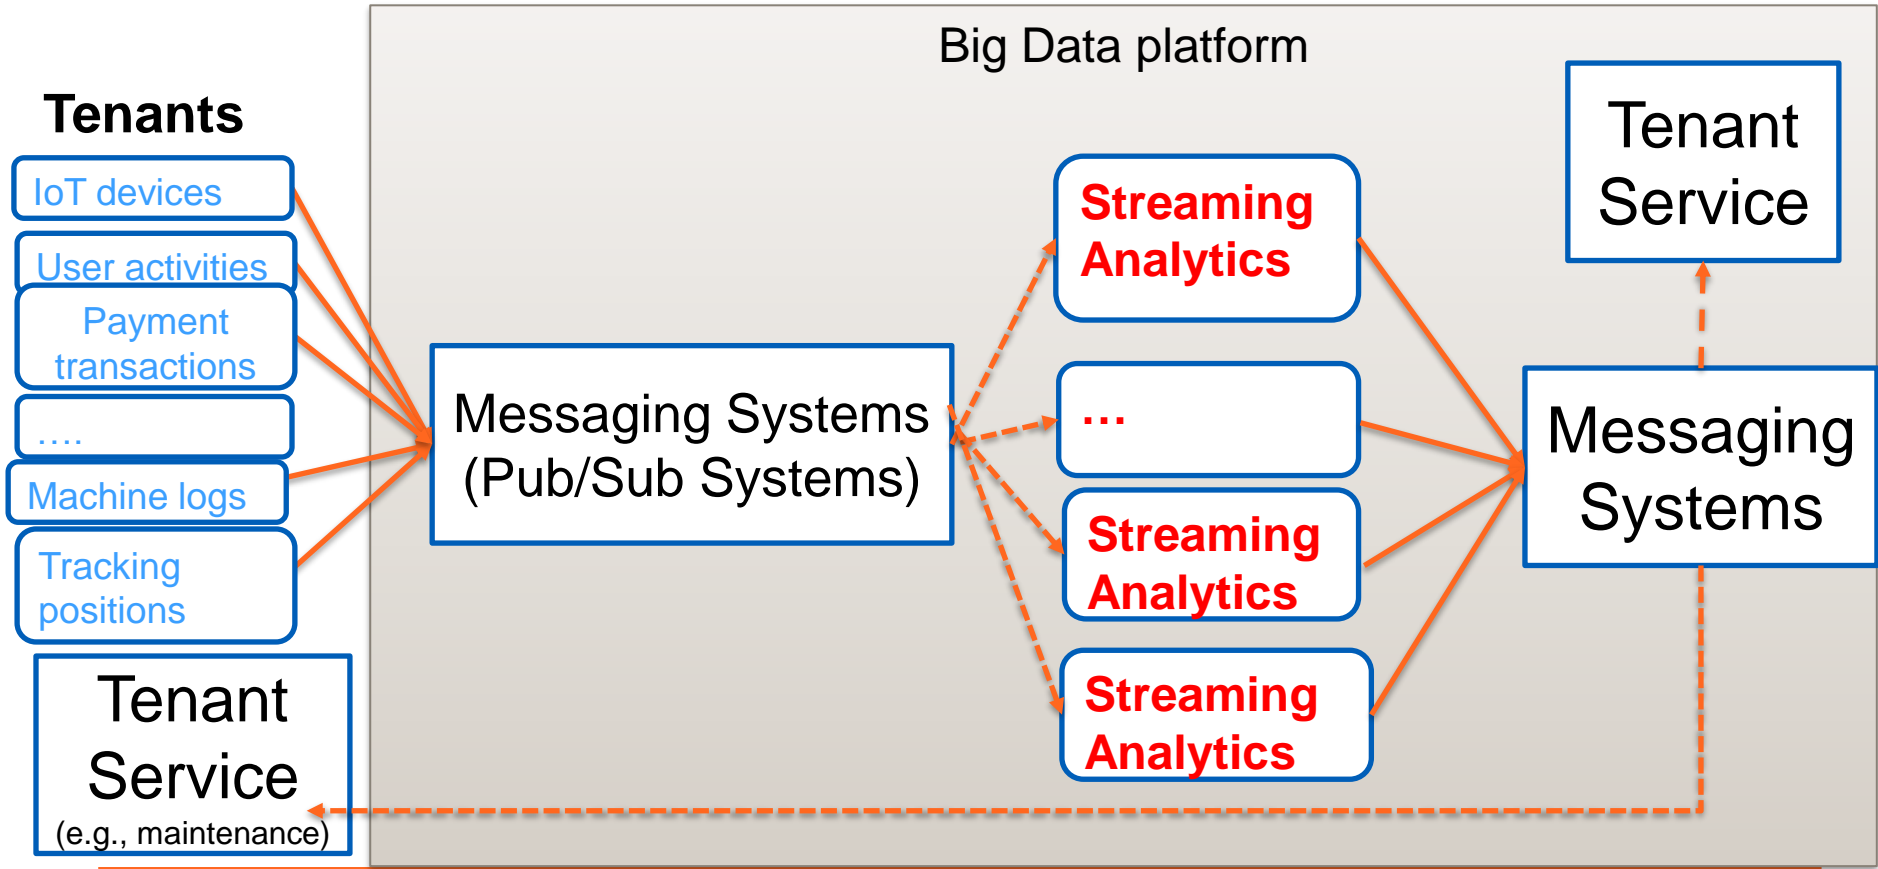 Big Data platform
Tenants
IoT devices
User activities
Payment
transactions
....
Machine logs
Tracking
positions
Tenant
Service
(e.g., maintenance)
Messaging Systems
(Pub/Sub Systems)
Streaming
Analytics
...
Streaming
Analytics
Streaming
Analytics
Tenant
Service
Messaging
Systems